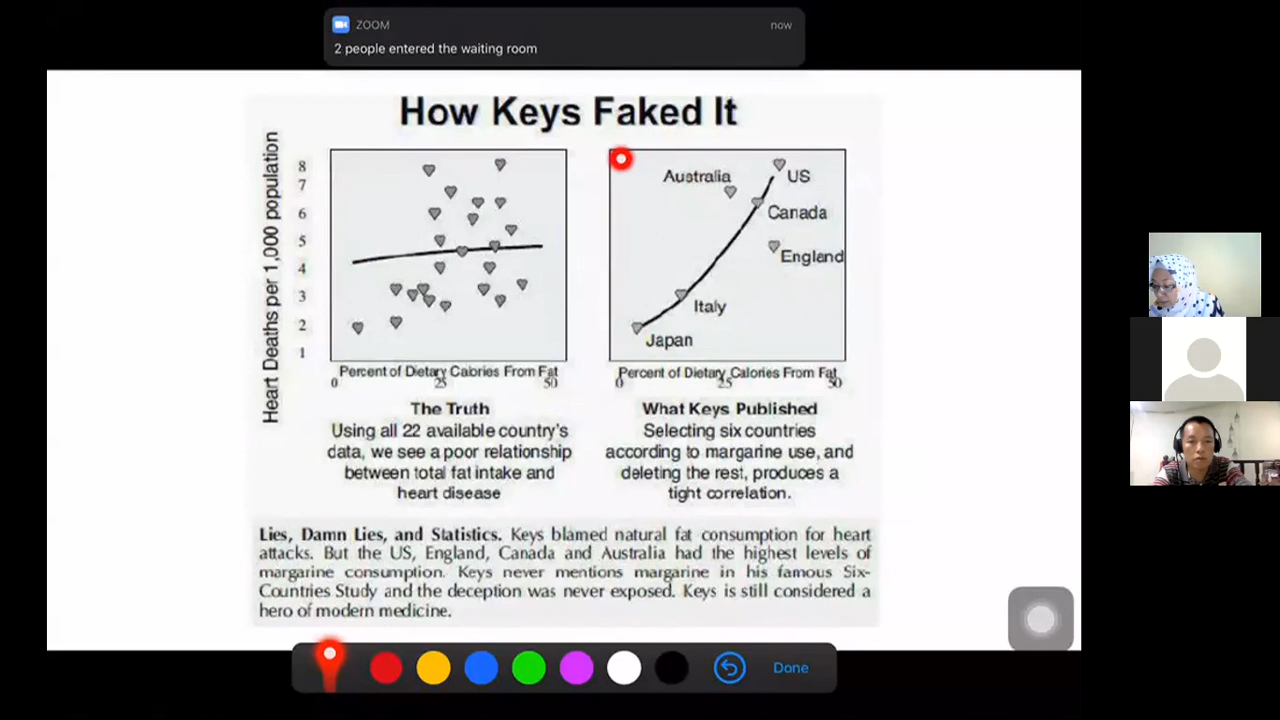 ZOOM
now
2 people entered the waiting room
How Keys Faked It
Heart Deaths per 1,000 population
8
7
6
5
4
3
2
1
Percent of Dietary Calories From Fat
0
25
50
The Truth
Using all 22 available country's
data, we see a poor relationship
between total fat intake and
heart disease
Australia
US
Canada
England
Italy
Japan
Percent of Dietary Calories From Fat
0
25
50
What Keys Published
Selecting six countries
according to margarine use, and
deleting the rest, produces a
tight correlation.
Lies, Damn Lies, and Statistics. Keys blamed natural fat consumption for heart
attacks. But the US, England, Canada and Australia had the highest levels of
margarine consumption. Keys never mentions margarine in his famous Six-
Countries Study and the deception was never exposed. Keys is still considered a
hero of modern medicine.
Done